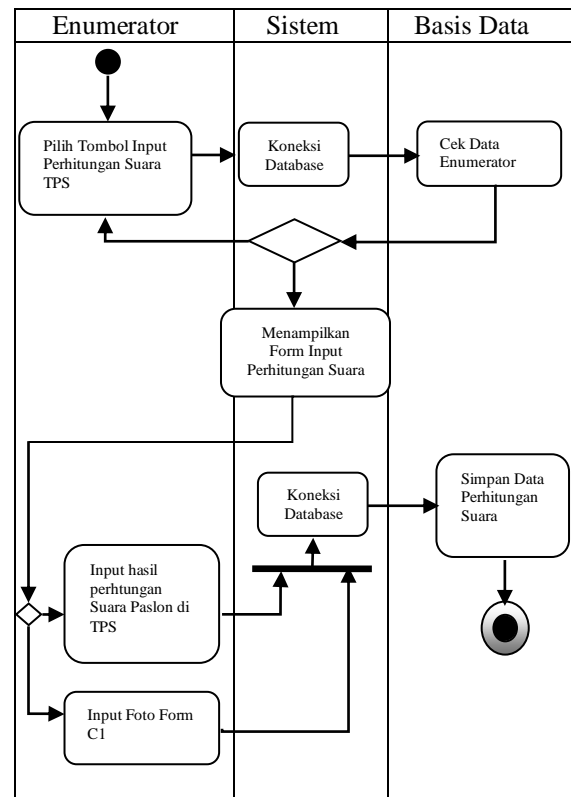 Enumerator
Sistem
Basis Data
Pilih Tombol Input
Perhitungan Suara
TPS
Koneksi
Database
Cek Data
Enumerator
Menampilkan
Form Input
Perhitungan Suara
Koneksi
Database
Simpan Data
Perhitungan
Suara
Input hasil
perhtungan
Suara Paslon di
TPS
Input Foto Form
C1